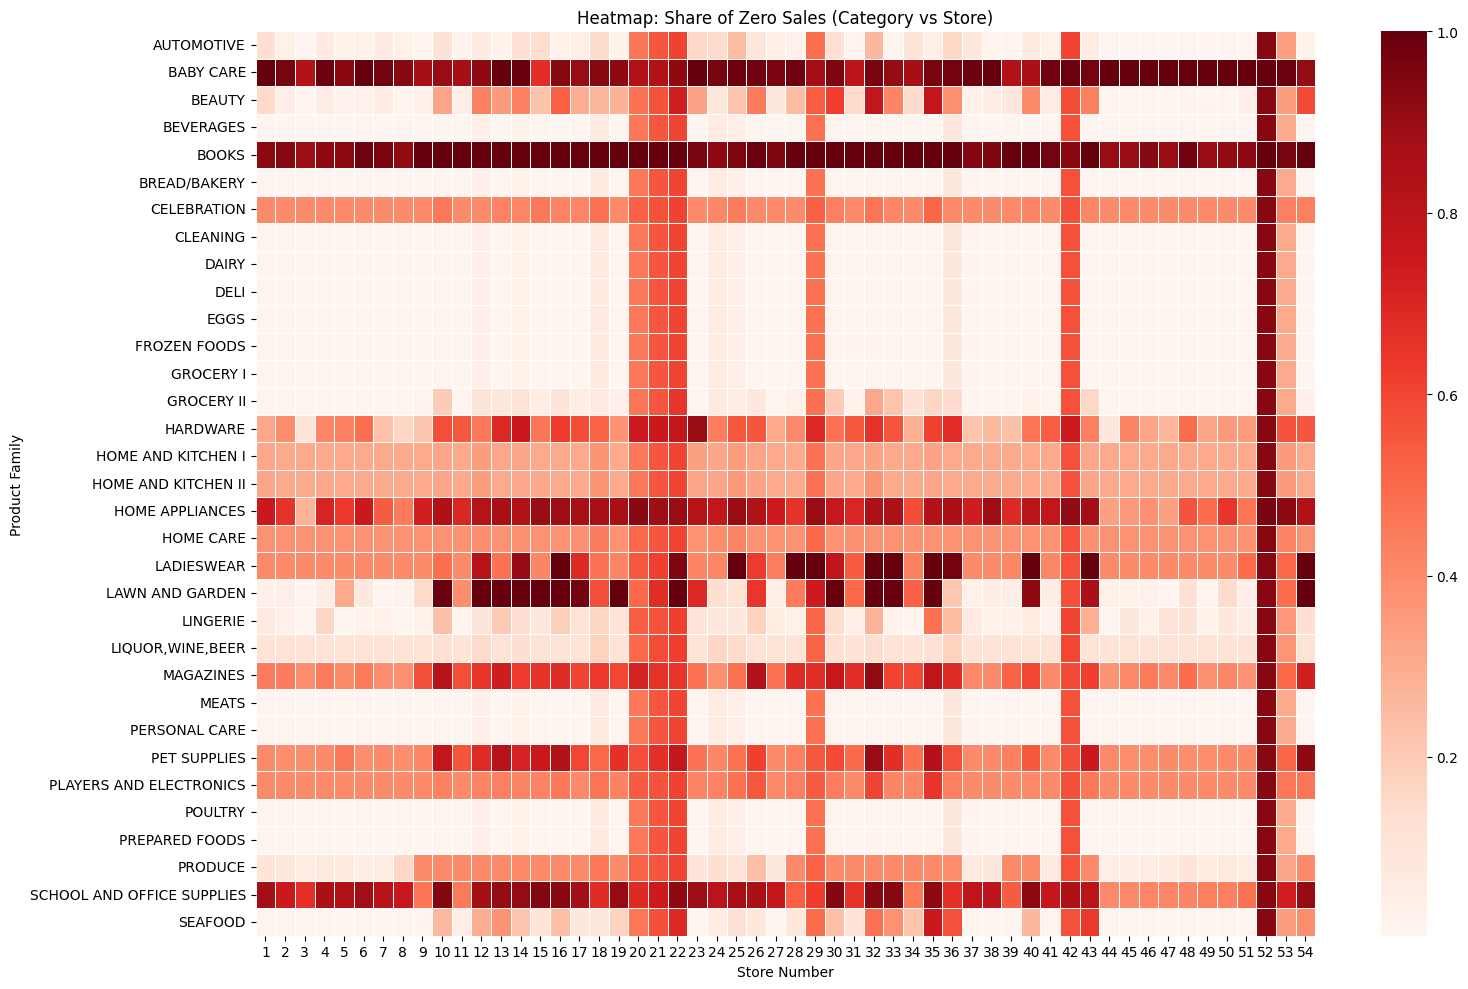 Heatmap: Share of Zero Sales (Category vs Store)
Product Family
AUTOMOTIVE
BABY CARE
BEAUTY
BEVERAGES
BOOKS
BREAD/BAKERY
CELEBRATION
CLEANING
DAIRY
DELI
EGGS
FROZEN FOODS
GROCERY I
GROCERY II
HARDWARE
HOME AND KITCHEN I
HOME AND KITCHEN II
HOME APPLIANCES
HOME CARE
LADIESWEAR
LAWN AND GARDEN
LINGERIE
LIQUOR,WINE,BEER
MAGAZINES
MEATS
PERSONAL CARE
PET SUPPLIES
PLAYERS AND ELECTRONICS
POULTRY
PREPARED FOODS
PRODUCE
SCHOOL AND OFFICE SUPPLIES
SEAFOOD
1 2 3 4 5 6 7 8 9 10 11 12 13 14 15 16 17 18 19 20 21 22 23 24 25 26 27 28 29 30 31 32 33 34 35 36 37 38 39 40 41 42 43 44 45 46 47 48 49 50 51 52 53 54
Store Number
1.0
0.8
0.6
0.4
0.2